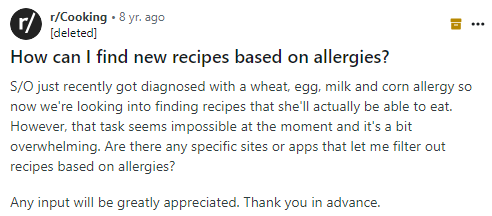 r/ r/Cooking • 8 yr. ago
[deleted]
How can I find new recipes based on allergies?
S/O just recently got diagnosed with a wheat, egg, milk and corn allergy so
now we're looking into finding recipes that she'll actually be able to eat.
However, that task seems impossible at the moment and it's a bit
overwhelming. Are there any specific sites or apps that let me filter out
recipes based on allergies?
Any input will be greatly appreciated. Thank you in advance.